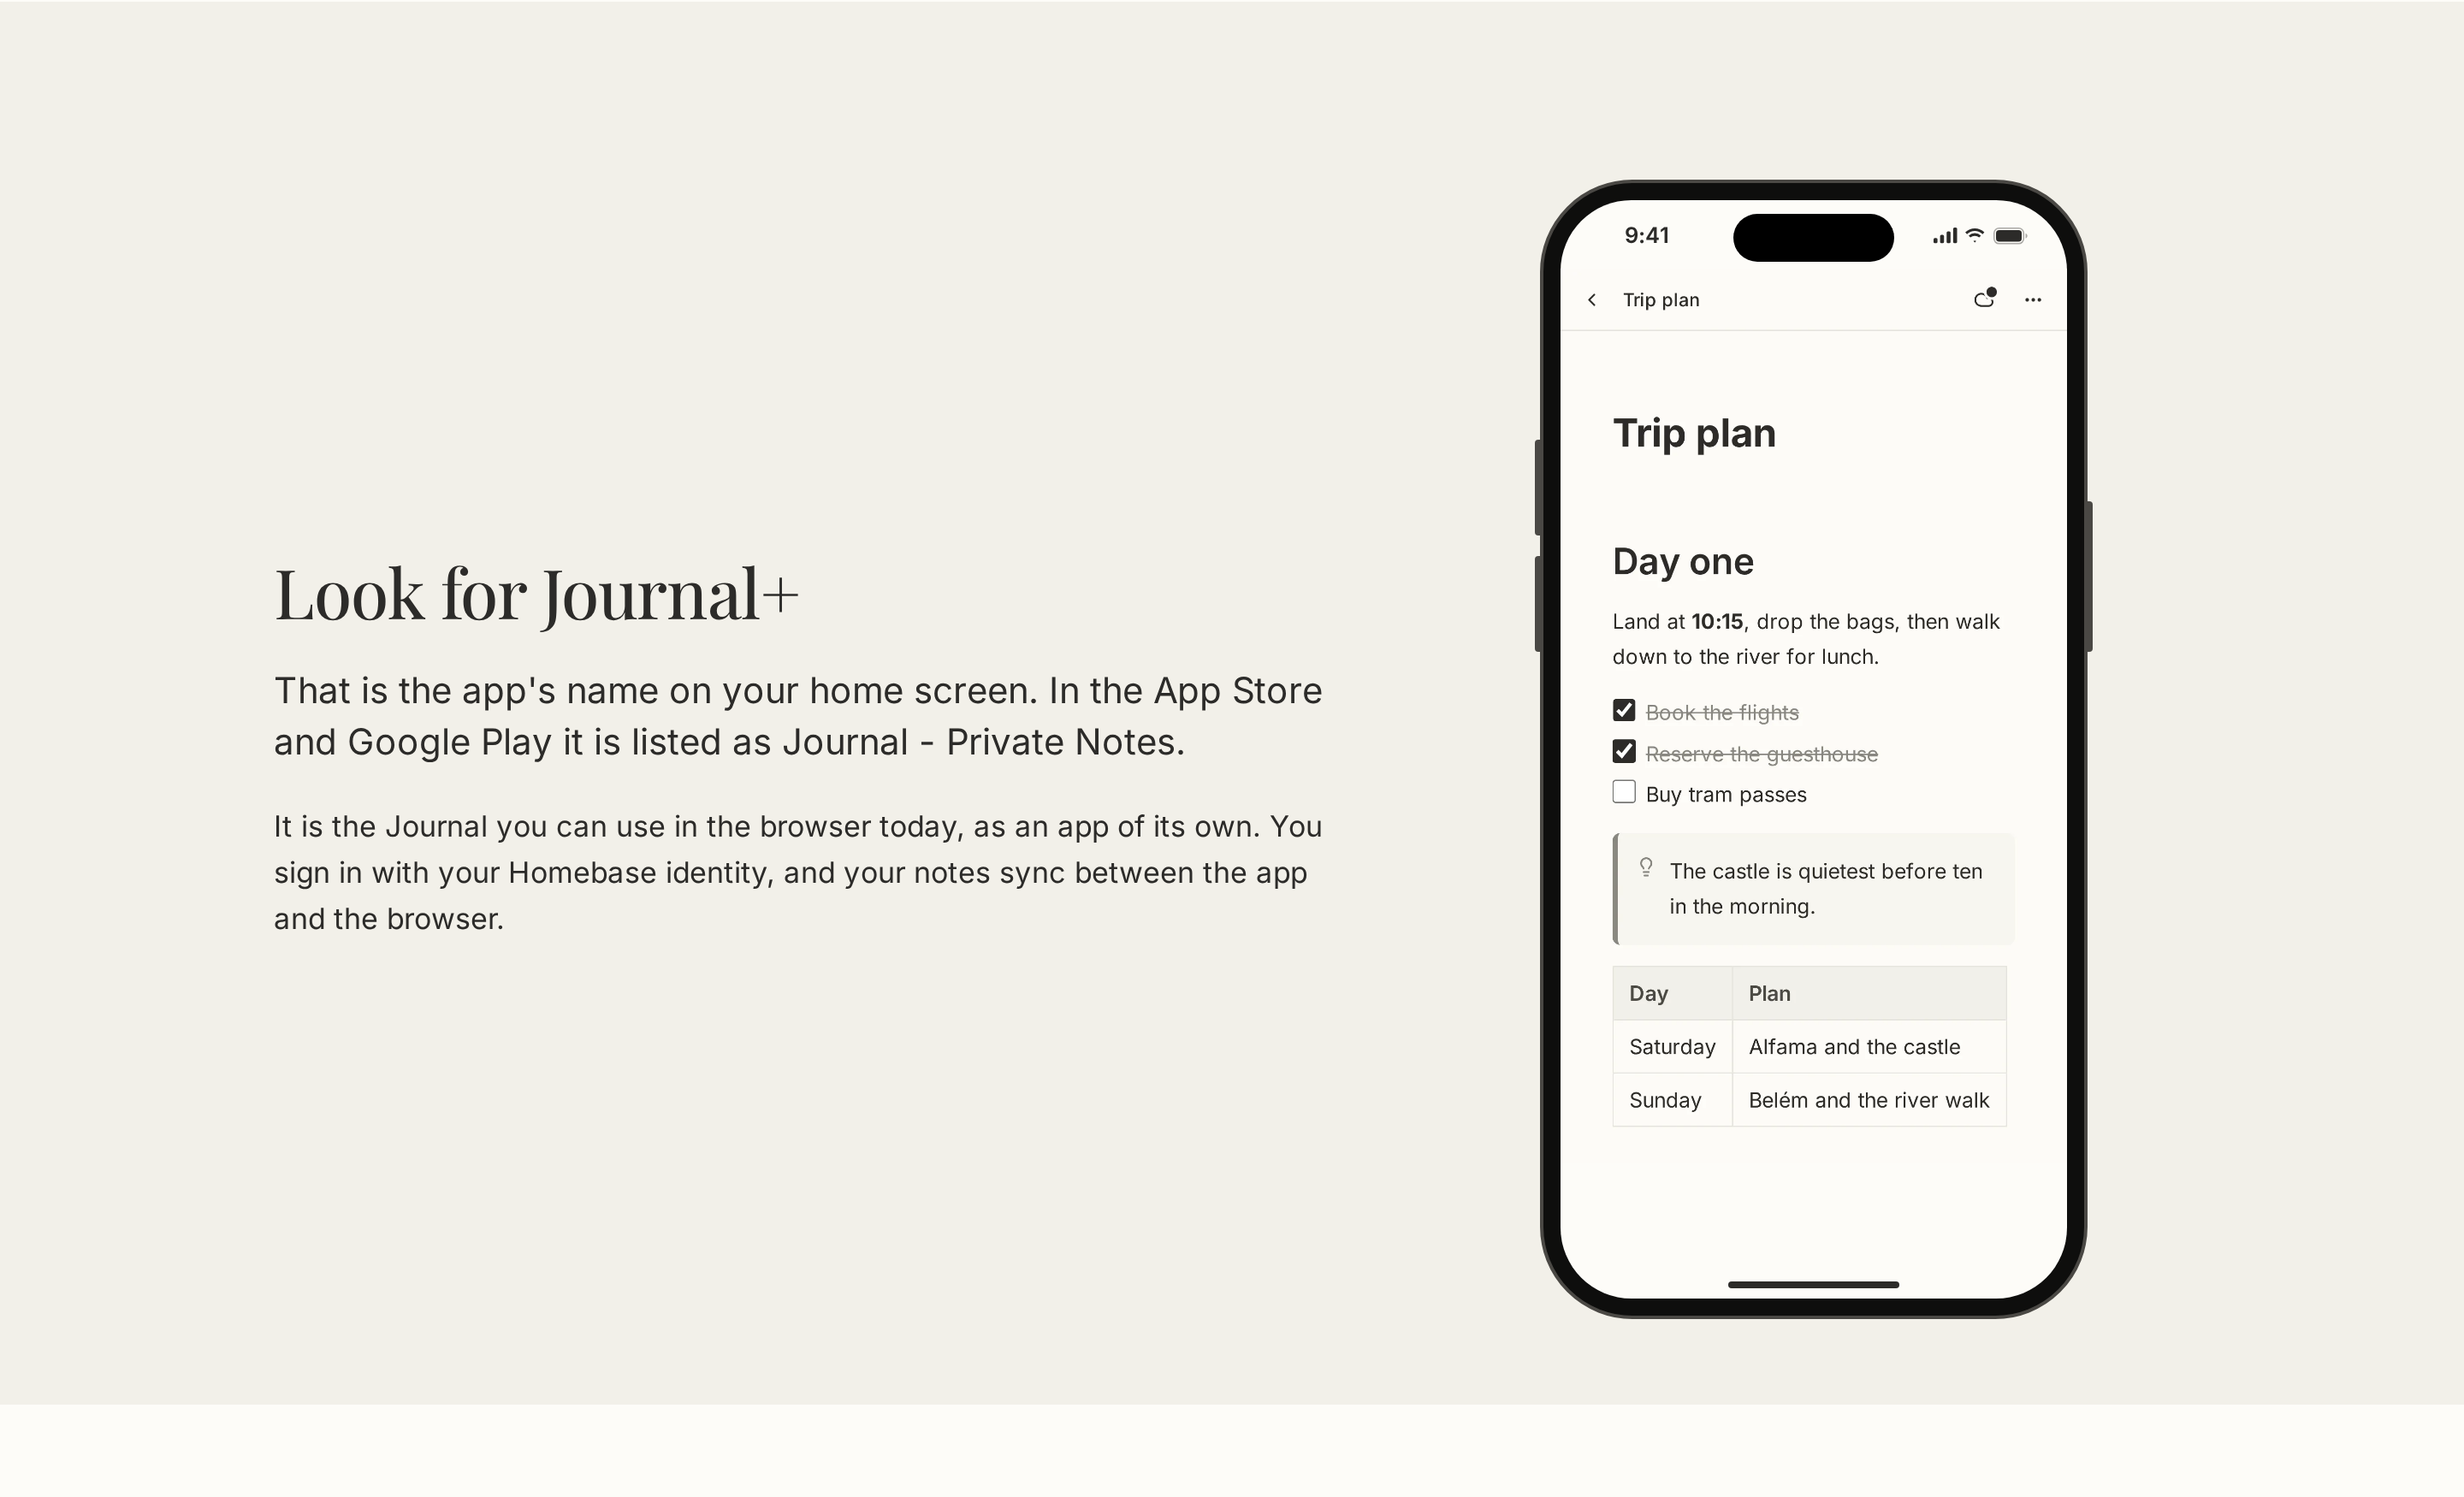 Look for Journal+
That is the app's name on your home screen. In the App Store
and Google Play it is listed as Journal - Private Notes.
It is the Journal you can use in the browser today, as an app of its own. You
sign in with your Homebase identity, and your notes sync between the app
and the browser.
9:41
Trip plan
Trip plan
Day one
Land at 10:15, drop the bags, then walk
down to the river for lunch.
Book the flights
Reserve the guesthouse
Buy tram passes
The castle is quietest before ten
in the morning.
Day Plan
Saturday Alfama and the castle
Sunday Belém and the river walk